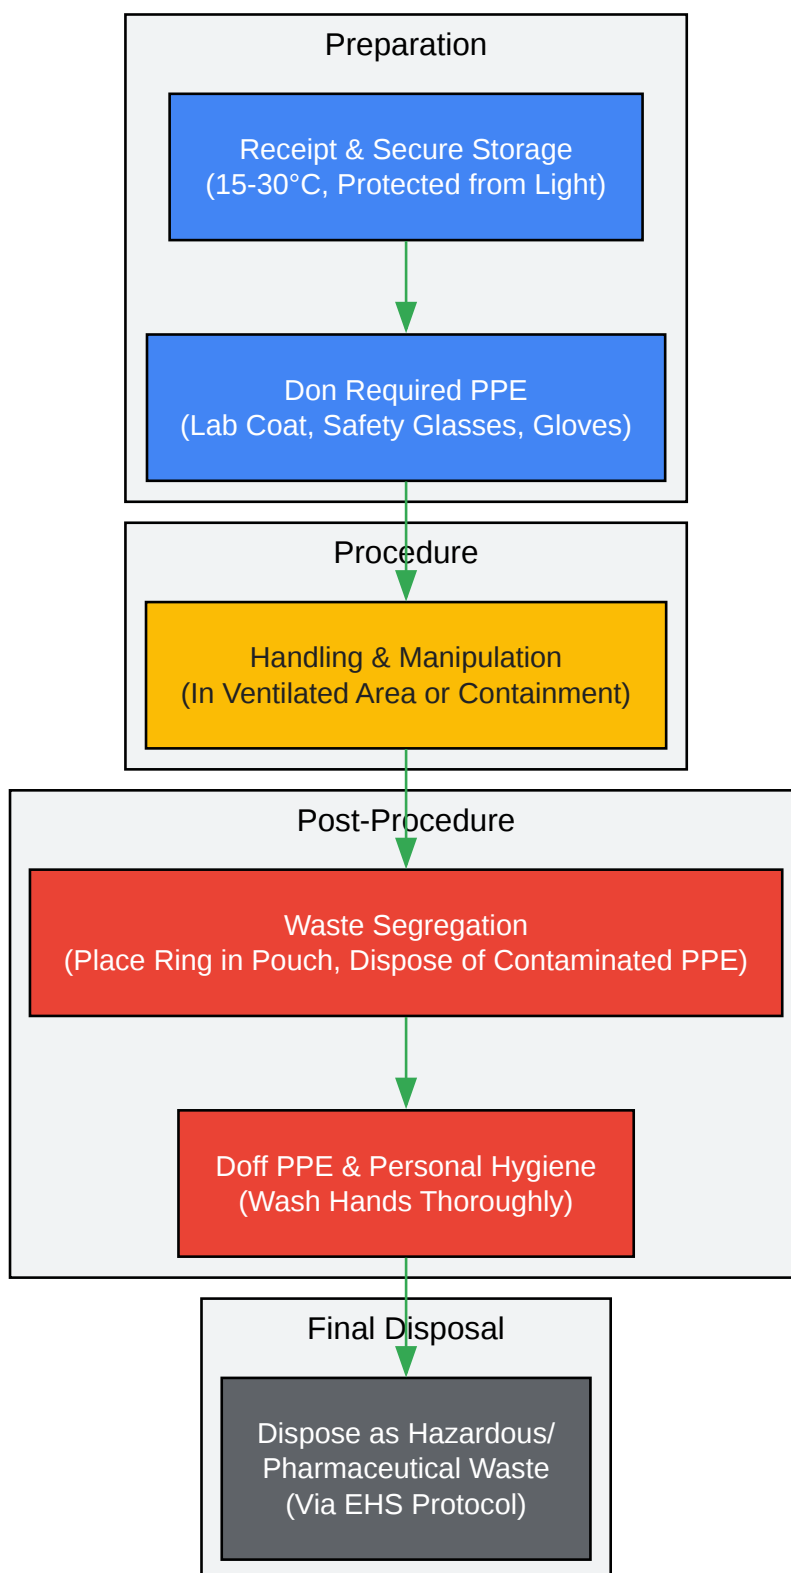 Preparation
Receipt & Secure Storage
(15-30°C, Protected from Light)
Don Required PPE
(Lab Coat, Safety Glasses, Gloves)
Procedure
Handling & Manipulation
(In Ventilated Area or Containment)
Post-Procedure
Waste Segregation
(Place Ring in Pouch, Dispose of Contaminated PPE)
Doff PPE & Personal Hygiene
(Wash Hands Thoroughly)
Final Disposal
Dispose as Hazardous/
Pharmaceutical Waste
(Via EHS Protocol)